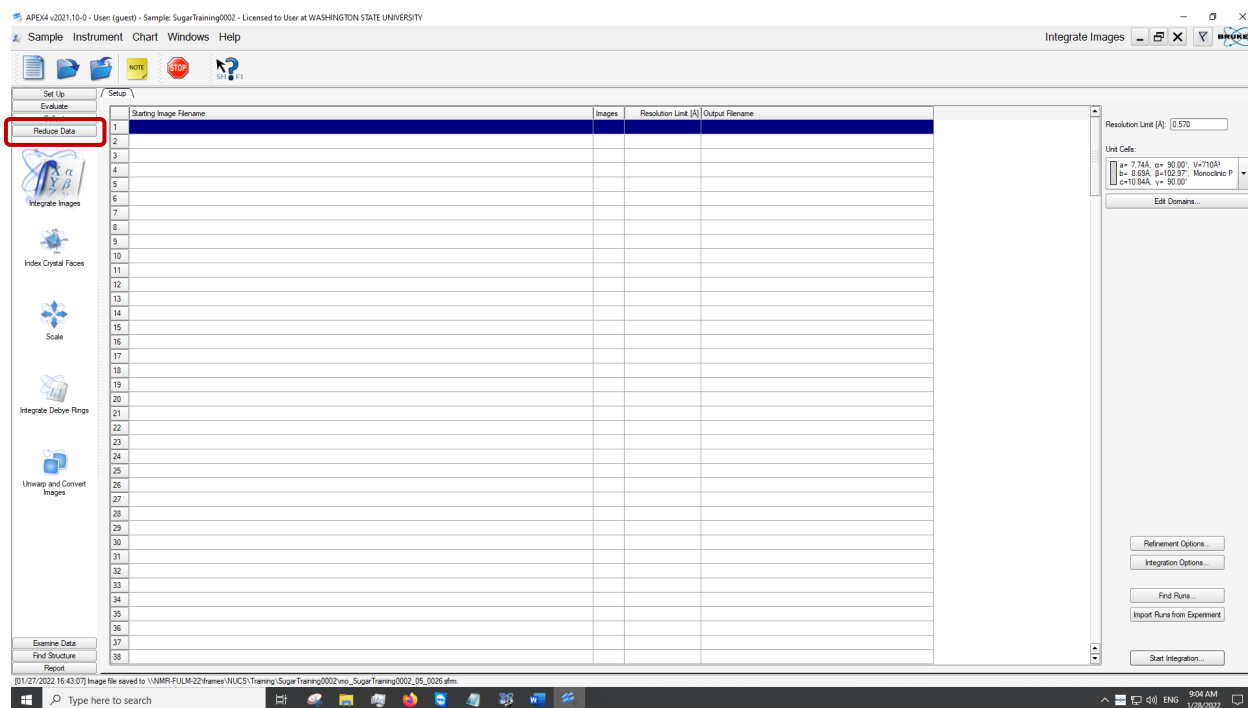 APEX4 v2021.10-0 - User: (guest) - Sample: SugarTraining0002 - Licensed to User at WASHINGTON STATE UNIVERSITY
Sample Instrument Chart Windows Help
Integrate Images
BRUKE
NOTE
STOP
SH F1
Set Up
Setup
Evaluate
Reduce Data
Starting Image Filename
Images
Resolution Limit [Å]
Output Filename
Resolution Limit [Å]: 0.570
Unit Cells:
a= 7.74Å, α= 90.00°, V=710Å³
b= 8.69Å, β=102.97°, Monoclinic P
c=10.84Å, γ= 90.00°
Edit Domains...
Integrate Images
Index Crystal Faces
Scale
Integrate Debye Rings
Unwarp and Convert
Images
1
2
3
4
5
6
7
8
9
10
11
12
13
14
15
16
17
18
19
20
21
22
23
24
25
26
27
28
29
30
31
32
33
34
35
36
37
38
Refinement Options...
Integration Options...
Find Runs...
Import Runs from Experiment
Start Integration...
Examine Data
Find Structure
Report
[01/27/2022 16:43:07] Image file saved to \\NMR-FULM-22\frames\NUCS\Training\SugarTraining0002\mo_SugarTraining0002_05_0026.sfrm.
Type here to search
ENG
9:04 AM
1/28/2022